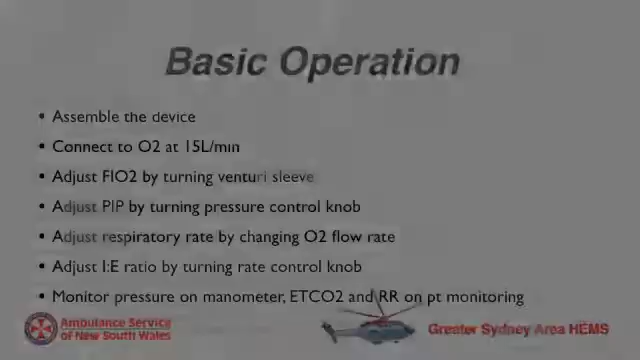 Basic Operation
• Assemble the device
• Connect to O2 at 15L/min
• Adjust FIO2 by turning venturi sleeve
• Adjust PIP by turning pressure control knob
• Adjust respiratory rate by changing O2 flow rate
• Adjust I:E ratio by turning rate control knob
• Monitor pressure on manometer, ETCO2 and RR on pt monitoring
Ambulance Service
of New South Wales
Greater Sydney Area HEMS